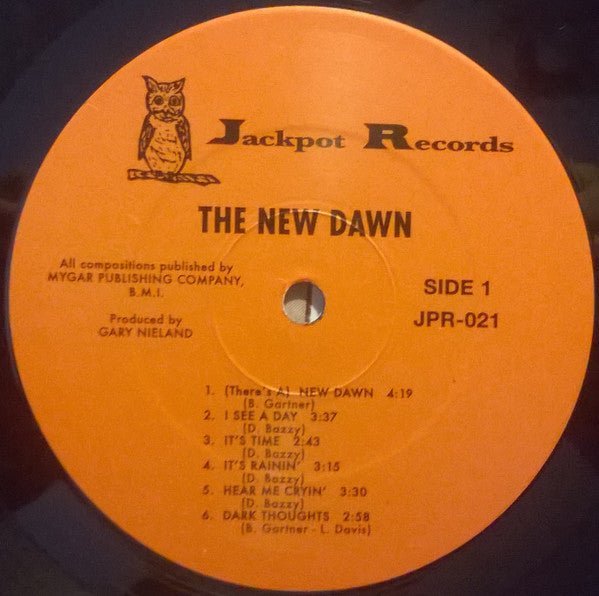 Jackpot Records
THE NEW DAWN
All compositions published by
MYGAR PUBLISHING COMPANY,
B.M.I.
Produced by
GARY NIELAND
SIDE 1
JPR-021
1. (There's A) NEW DAWN 4:19
(B. Gartner)
2. I SEE A DAY 3:37
(D. Bazzy)
3. IT'S TIME 2:43
(D. Bazzy)
4. IT'S RAININ' 3:15
(D. Bazzy)
5. HEAR ME CRYIN' 3:30
(D. Bazzy)
6. DARK THOUGHTS 2:58
(B. Gartner - L. Davis)